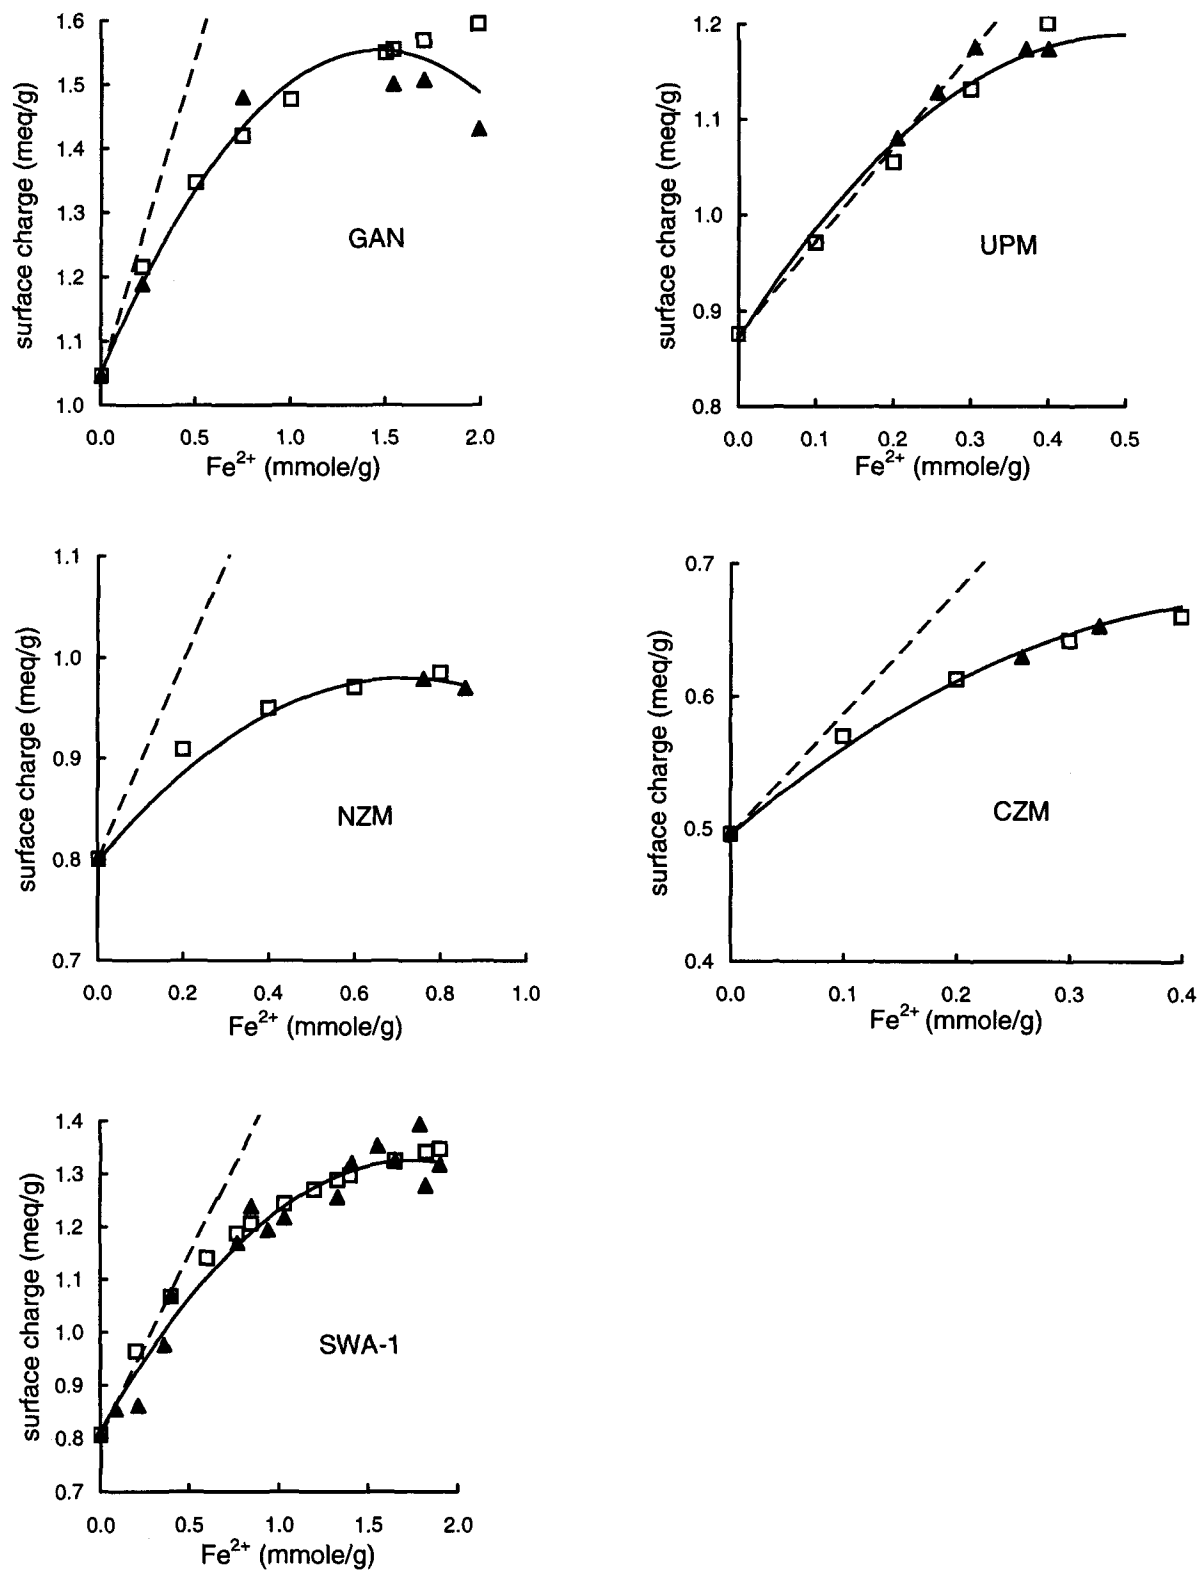 surface charge (meq/g)
1.6
1.5
1.4
1.3
1.2
1.1
1.0
GAN
0.0 0.5 1.0 1.5 2.0
Fe²⁺ (mmole/g)
surface charge (meq/g)
1.2
1.1
1.0
0.9
0.8
UPM
0.0 0.1 0.2 0.3 0.4 0.5
Fe²⁺ (mmole/g)
surface charge (meq/g)
1.1
1.0
0.9
0.8
0.7
NZM
0.0 0.2 0.4 0.6 0.8 1.0
Fe²⁺ (mmole/g)
surface charge (meq/g)
0.7
0.6
0.5
0.4
CZM
0.0 0.1 0.2 0.3 0.4
Fe²⁺ (mmole/g)
surface charge (meq/g)
1.4
1.3
1.2
1.1
1.0
0.9
0.8
0.7
SWA-1
0.0 0.5 1.0 1.5 2.0
Fe²⁺ (mmole/g)